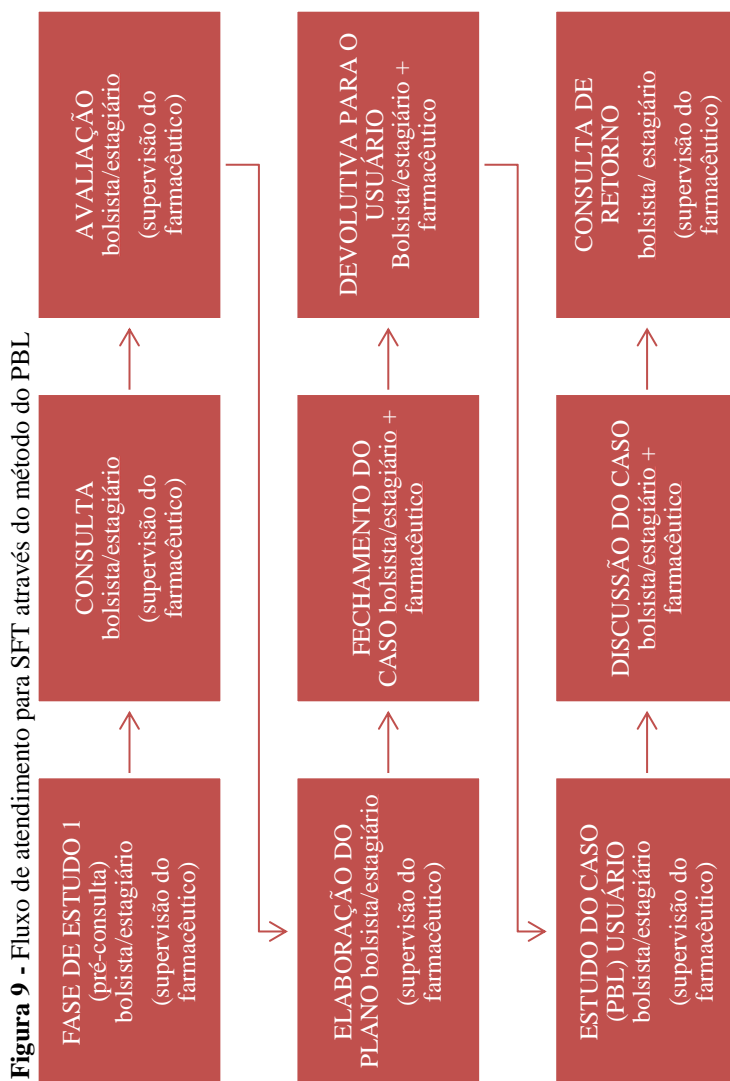 Figura 9 - Fluxo de atendimento para SFT através do método do PBL
FASE DE ESTUDO 1
(pré-consulta)
bolsista/estagiário
(supervisão do
farmacêutico)
CONSULTA
bolsista/estagiário
(supervisão do
farmacêutico)
AVALIAÇÃO
bolsista/estagiário
(supervisão do
farmacêutico)
ELABORAÇÃO DO
PLANO bolsista/estagiário
(supervisão do
farmacêutico)
FECHAMENTO DO
CASO bolsista/estagiário +
farmacêutico
DEVOLUTIVA PARA O
USUÁRIO
Bolsista/estagiário +
farmacêutico
ESTUDO DO CASO
(PBL) USUÁRIO
bolsista/estagiário
(supervisão do
farmacêutico)
DISCUSSÃO DO CASO
bolsista/estagiário +
farmacêutico
CONSULTA DE
RETORNO
bolsista/ estagiário
(supervisão do
farmacêutico)